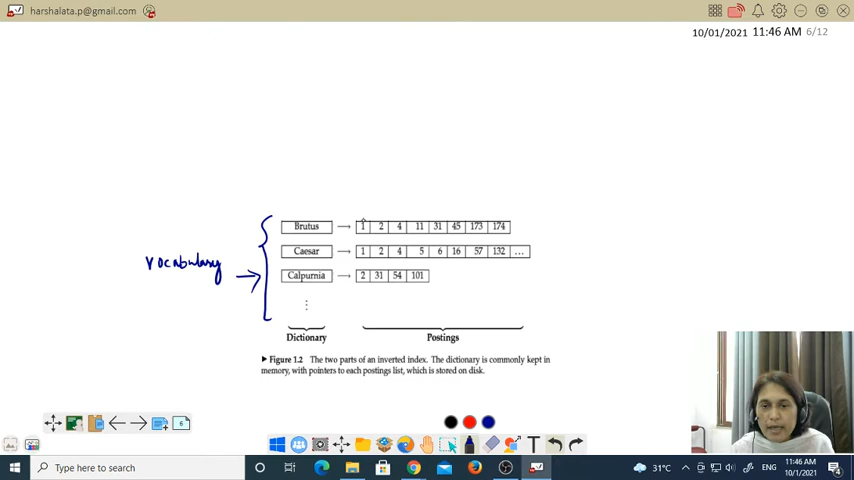 harshalata.p@gmail.com
10/01/2021 11:46 AM 6/12
Brutus → 1 2 4 11 31 45 173 174
Caesar → 1 2 4 5 6 16 57 132 ...
vocabulary →
Calpurnia → 2 31 54 101
⋮
Dictionary Postings
▶ Figure 1.2 The two parts of an inverted index. The dictionary is commonly kept in
memory, with pointers to each postings list, which is stored on disk.
6
T
Type here to search
31°C ENG 11:46 AM
10/1/2021
4